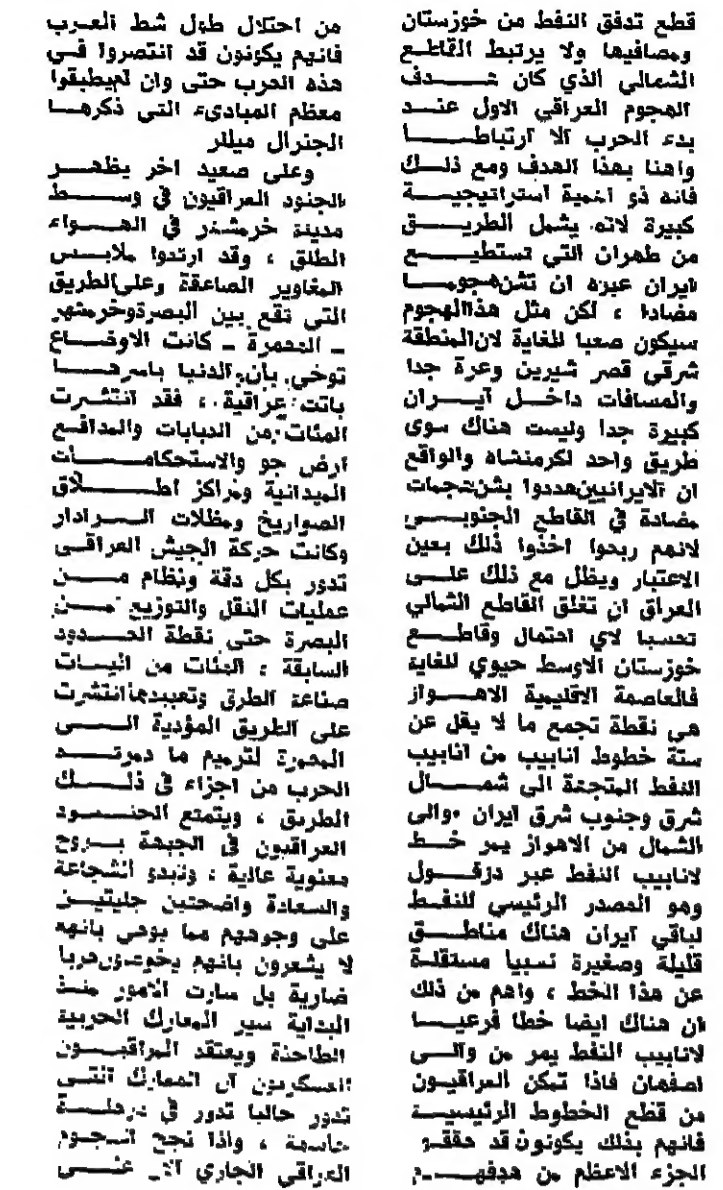 قطع تدفق النفط من خوزستان
ومصافيها ولا يرتبط القاطع
الشمالي الذي كان هدف
الهجوم العراقي الاول عند
بدء الحرب الا ارتباطا
واهنا بهذا الهدف ومع ذلك
فانه ذو اهمية استراتيجية
كبيرة لانه يشمل الطريق
من طهران التي تستطيع
ايران عبره ان تشن هجوما
مضادا ، لكن مثل هذا الهجوم
سيكون صعبا للغاية لان المنطقة
شرقي قصر شيرين وعرة جدا
والمسافات داخل ايران
كبيرة جدا وليست هناك سوى
طريق واحد لكرمنشاه والواقع
ان الايرانيين هددوا بشن هجمات
مضادة في القاطع الجنوبي
لانهم ربحوا اخذوا ذلك بعين
الاعتبار ويظل مع ذلك على
العراق ان تغلق القاطع الشمالي
تحسبا لاي احتمال وقاطع
خوزستان الاوسط حيوي للغاية
فالعاصمة الاقليمية الاهواز
هي نقطة تجمع ما لا يقل عن
ستة خطوط انابيب من انابيب
النفط المتجهة الى شمال
شرق وجنوب شرق ايران والى
الشمال من الاهواز يمر خط
لانابيب النفط عبر دزفول
وهو المصدر الرئيسي للنفط
لباقي ايران هناك مناطق
قليلة وصغيرة نسبيا مستقلة
عن هذا الخط ، واهم من ذلك
ان هناك ايضا خطا فرعيا
لانابيب النفط يمر من والى
اصفهان فاذا تمكن العراقيون
من قطع الخطوط الرئيسية
فانهم بذلك يكونون قد حققوا
الجزء الاعظم من هدفهم
من احتلال طول شط العرب
فانهم يكونون قد انتصروا في
هذه الحرب حتى وان لم يطبقوا
معظم المبادىء التي ذكرها
الجنرال ميللر
وعلى صعيد اخر يظهر
الجنود العراقيون في وسط
مدينة خرمشهر في الهواء
الطلق ، وقد ارتدوا ملابس
المغاوير الصاعقة وعلى الطريق
التي تقع بين البصرة وخرمشهر
ـ المحمرة ـ كانت الاوضاع
توحي بأن الدنيا باسرها
باتت عراقية ، فقد انتشرت
المئات من الدبابات والمدافع
ارض جو والاستحكامات
الميدانية ومراكز اطلاق
الصواريخ ومظلات الرادار
وكانت حركة الجيش العراقي
تدور بكل دقة ونظام من
عمليات النقل والتوزيع من
البصرة حتى نقطة الحدود
السابقة ، المئات من اليات
صناعة الطرق وتعبيدها انتشرت
على الطريق المؤدية الى
المحمرة لترميم ما دمرته
الحرب من اجزاء في ذلك
الطريق ، ويتمتع الجنود
العراقيون في الجبهة بروح
معنوية عالية ، وتبدو الشجاعة
والسعادة واضحتين جليتين
على وجوههم مما يوحي بانهم
لا يشعرون بانهم يخوضون حربا
ضارية بل سارت الامور منذ
البداية سير المعارك الحربية
الطاحنة ويعتقد المراقبون
العسكريون ان المعارك التي
تدور حاليا تدور في مرحلة
حاسمة ، واذا نجح الهجوم
العراقي الجاري الان